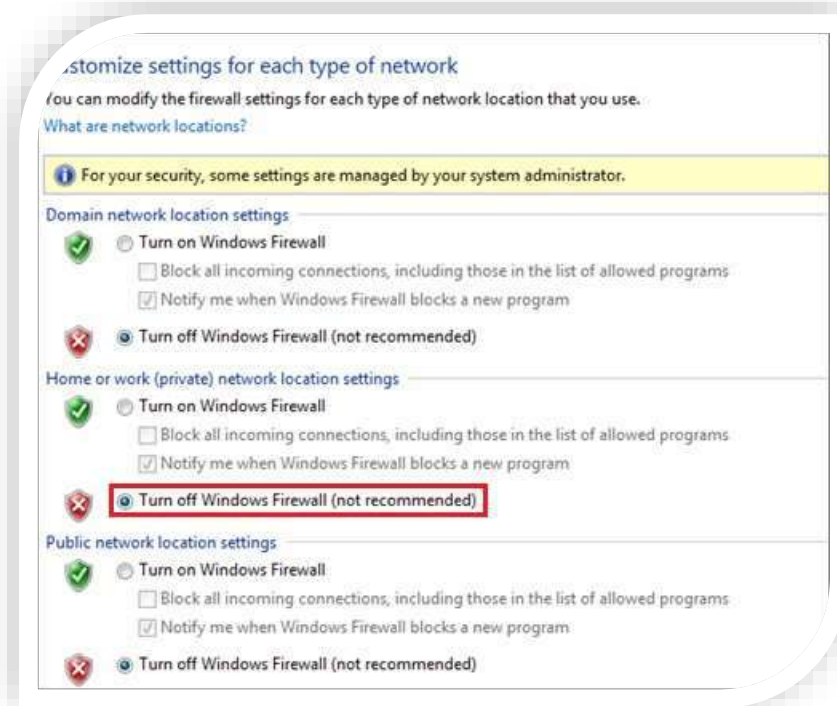 stomize settings for each type of network
You can modify the firewall settings for each type of network location that you use.
What are network locations?
For your security, some settings are managed by your system administrator.
Domain network location settings
Turn on Windows Firewall
Block all incoming connections, including those in the list of allowed programs
Notify me when Windows Firewall blocks a new program
Turn off Windows Firewall (not recommended)
Home or work (private) network location settings
Turn on Windows Firewall
Block all incoming connections, including those in the list of allowed programs
Notify me when Windows Firewall blocks a new program
Turn off Windows Firewall (not recommended)
Public network location settings
Turn on Windows Firewall
Block all incoming connections, including those in the list of allowed programs
Notify me when Windows Firewall blocks a new program
Turn off Windows Firewall (not recommended)